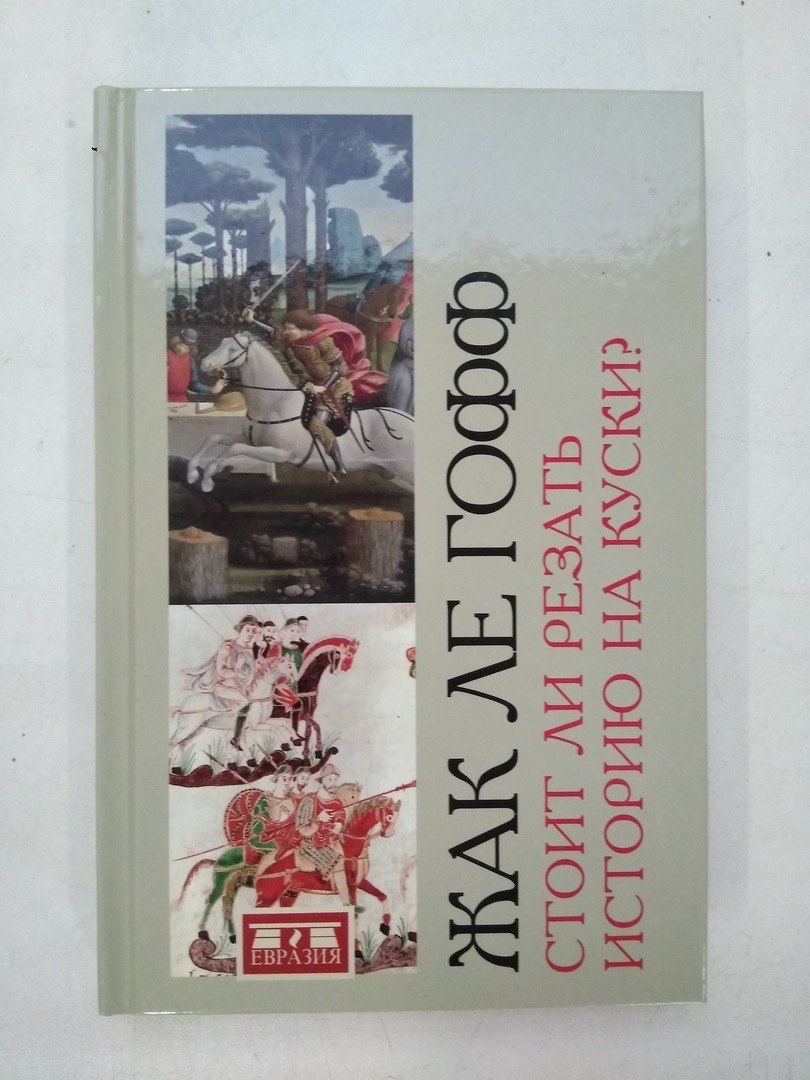 ЖАК ЛЕ ГОФФ
СТОИТ ЛИ РЕЗАТЬ
ИСТОРИЮ НА КУСКИ?
ЕВРАЗИЯ